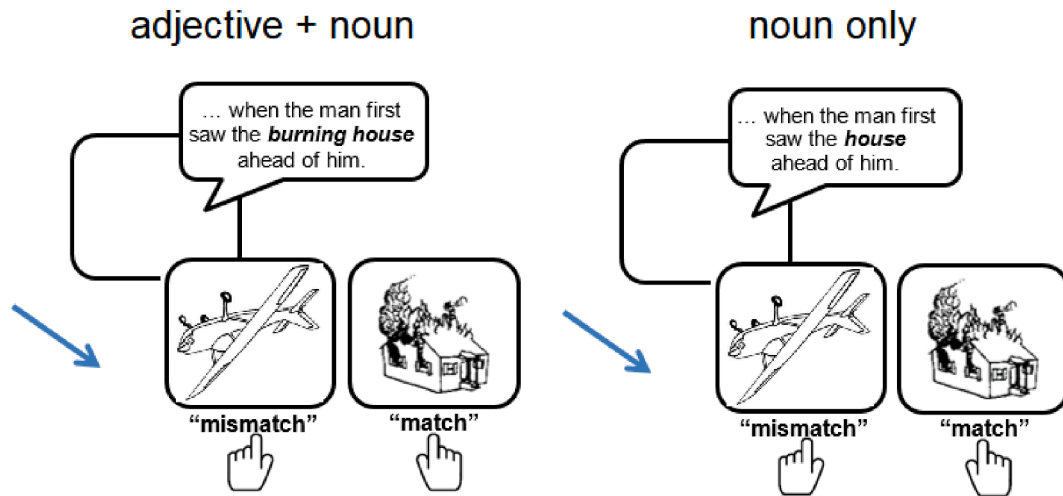 adjective + noun
… when the man first
saw the burning house
ahead of him.
“mismatch”
“match”
noun only
… when the man first
saw the house
ahead of him.
“mismatch”
“match”